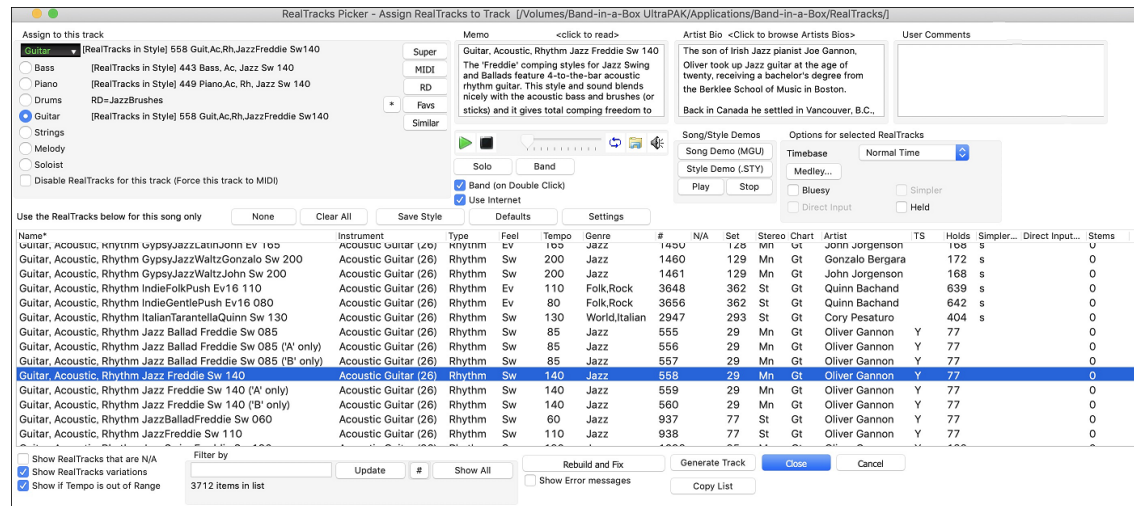 RealTracks Picker - Assign RealTracks to Track [/Volumes/Band-in-a-Box UltraPAK/Applications/Band-in-a-Box/RealTracks/]
Assign to this track
Guitar [RealTracks in Style] 558 Guit,Ac,Rh,JazzFreddie Sw140
Bass [RealTracks in Style] 443 Bass, Ac, Jazz Sw 140
Piano [RealTracks in Style] 449 Piano,Ac, Rh, Jazz Sw 140
Drums RD=JazzBrushes
Guitar [RealTracks in Style] 558 Guit,Ac,Rh,JazzFreddie Sw140
Strings
Melody
Soloist
Disable RealTracks for this track (Force this track to MIDI)
Super
MIDI
RD
* Favs
Similar
Memo <click to read>
Guitar, Acoustic, Rhythm Jazz Freddie Sw 140
The 'Freddie' comping styles for Jazz Swing
and Ballads feature 4-to-the-bar acoustic
rhythm guitar. This style and sound blends
nicely with the acoustic bass and brushes (or
sticks) and it gives total comping freedom to
Solo Band
Band (on Double Click)
Use Internet
Artist Bio <Click to browse Artists Bios>
The son of Irish Jazz pianist Joe Gannon,
Oliver took up Jazz guitar at the age of
twenty, receiving a bachelor's degree from
the Berklee School of Music in Boston.
Back in Canada he settled in Vancouver, B.C.,
User Comments
Song/Style Demos
Song Demo (MGU)
Style Demo (.STY)
Play Stop
Options for selected RealTracks
Timebase Normal Time
Medley...
Bluesy Simpler
Direct Input Held
Use the RealTracks below for this song only None Clear All Save Style Defaults Settings
Name* Instrument Type Feel Tempo Genre # N/A Set Stereo Chart Artist TS Holds Simpler... Direct Input... Stems
Guitar, Acoustic, Rhythm GypsyJazzLatinJohn Ev 165 Acoustic Guitar (26) Rhythm Ev 165 Jazz 1450 128 Mn Gt John Jorgenson 168 s 0
Guitar, Acoustic, Rhythm GypsyJazzWaltzGonzalo Sw 200 Acoustic Guitar (26) Rhythm Sw 200 Jazz 1460 129 Mn Gt Gonzalo Bergara 172 s 0
Guitar, Acoustic, Rhythm GypsyJazzWaltzJohn Sw 200 Acoustic Guitar (26) Rhythm Sw 200 Jazz 1461 129 Mn Gt John Jorgenson 168 s 0
Guitar, Acoustic, Rhythm IndieFolkPush Ev16 110 Acoustic Guitar (26) Rhythm Ev 110 Folk,Rock 3648 362 St Gt Quinn Bachand 639 s 0
Guitar, Acoustic, Rhythm IndieGentlePush Ev16 080 Acoustic Guitar (26) Rhythm Ev 80 Folk,Rock 3656 362 St Gt Quinn Bachand 642 s 0
Guitar, Acoustic, Rhythm ItalianTarantellaQuinn Sw 130 Acoustic Guitar (26) Rhythm Sw 130 World,Italian 2947 293 St Gt Cory Pesaturo 404 s 0
Guitar, Acoustic, Rhythm Jazz Ballad Freddie Sw 085 Acoustic Guitar (26) Rhythm Sw 85 Jazz 555 29 Mn Gt Oliver Gannon Y 77 0
Guitar, Acoustic, Rhythm Jazz Ballad Freddie Sw 085 ('A' only) Acoustic Guitar (26) Rhythm Sw 85 Jazz 556 29 Mn Gt Oliver Gannon Y 77 0
Guitar, Acoustic, Rhythm Jazz Ballad Freddie Sw 085 ('B' only) Acoustic Guitar (26) Rhythm Sw 85 Jazz 557 29 Mn Gt Oliver Gannon Y 77 0
Guitar, Acoustic, Rhythm Jazz Freddie Sw 140 Acoustic Guitar (26) Rhythm Sw 140 Jazz 558 29 Mn Gt Oliver Gannon Y 77 0
Guitar, Acoustic, Rhythm Jazz Freddie Sw 140 ('A' only) Acoustic Guitar (26) Rhythm Sw 140 Jazz 559 29 Mn Gt Oliver Gannon Y 77 0
Guitar, Acoustic, Rhythm Jazz Freddie Sw 140 ('B' only) Acoustic Guitar (26) Rhythm Sw 140 Jazz 560 29 Mn Gt Oliver Gannon Y 77 0
Guitar, Acoustic, Rhythm JazzBalladFreddie Sw 060 Acoustic Guitar (26) Rhythm Sw 60 Jazz 937 77 St Gt Oliver Gannon Y 77 0
Guitar, Acoustic, Rhythm JazzFreddie Sw 110 Acoustic Guitar (26) Rhythm Sw 110 Jazz 938 77 St Gt Oliver Gannon Y 77 0
Show RealTracks that are N/A
Show RealTracks variations
Show if Tempo is out of Range
Filter by
Update # Show All
3712 items in list
Rebuild and Fix
Show Error messages
Generate Track Close Cancel
Copy List